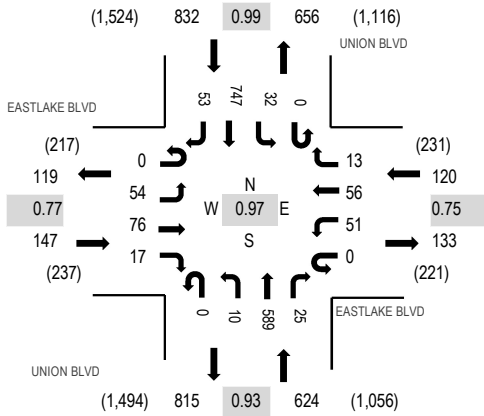 (1,524) 832 0.99 656 (1,116)
UNION BLVD
53 747 32 0
EASTLAKE BLVD
(217) (231)
0 13
119 120
54 N 56
0.77 W 0.97 E 0.75
76 51
147 S 133
17 0
(237) (221)
0 10 589 25
EASTLAKE BLVD
UNION BLVD
(1,494) 815 0.93 624 (1,056)